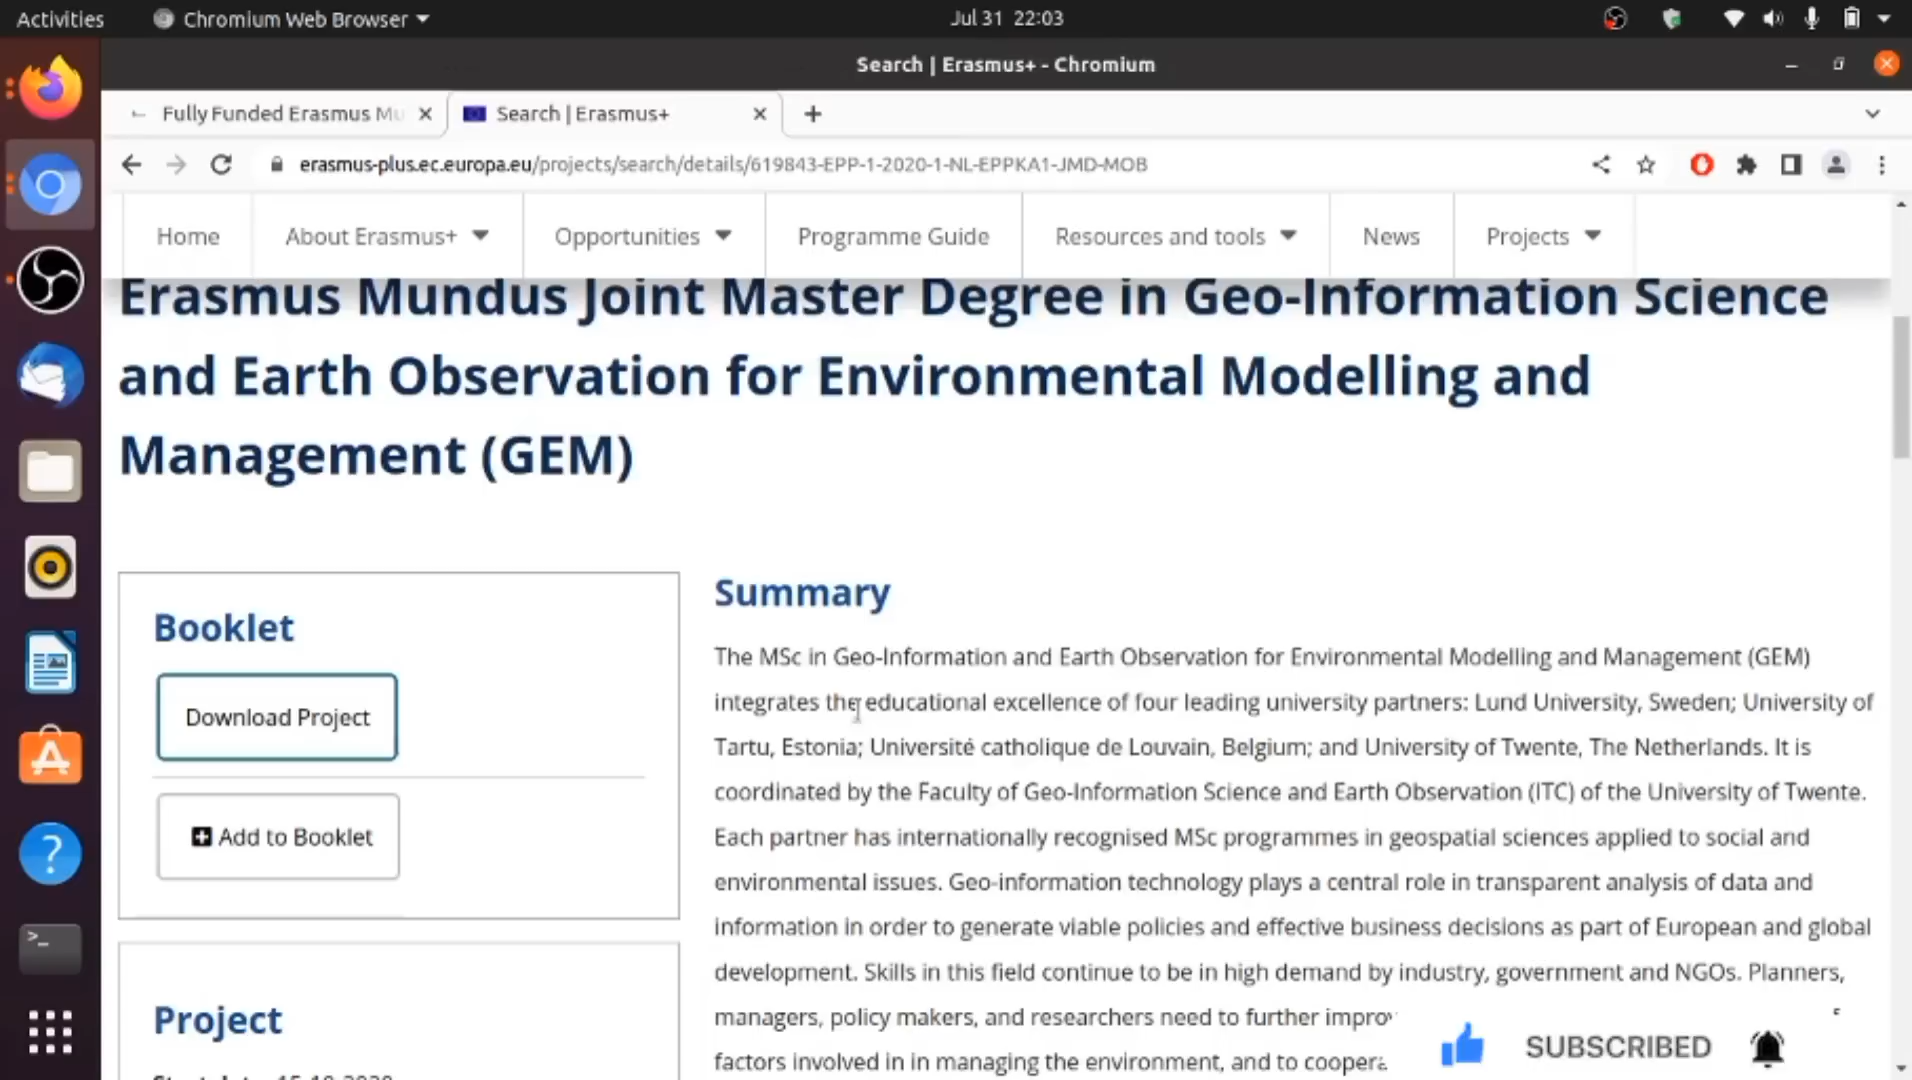 Activities
Chromium Web Browser
Jul 31 22:03
Search | Erasmus+ - Chromium
Fully Funded Erasmus Mu
Search | Erasmus+
erasmus-plus.ec.europa.eu/projects/search/details/619843-EPP-1-2020-1-NL-EPPKA1-JMD-MOB
Home
About Erasmus+
Opportunities
Programme Guide
Resources and tools
News
Projects
Erasmus Mundus Joint Master Degree in Geo-Information Science
and Earth Observation for Environmental Modelling and
Management (GEM)
Booklet
Download Project
Add to Booklet
Project
Summary
The MSc in Geo-Information and Earth Observation for Environmental Modelling and Management (GEM)
integrates the educational excellence of four leading university partners: Lund University, Sweden; University of
Tartu, Estonia; Université catholique de Louvain, Belgium; and University of Twente, The Netherlands. It is
coordinated by the Faculty of Geo-Information Science and Earth Observation (ITC) of the University of Twente.
Each partner has internationally recognised MSc programmes in geospatial sciences applied to social and
environmental issues. Geo-information technology plays a central role in transparent analysis of data and
information in order to generate viable policies and effective business decisions as part of European and global
development. Skills in this field continue to be in high demand by industry, government and NGOs. Planners,
managers, policy makers, and researchers need to further impro
factors involved in in managing the environment, and to coopera
SUBSCRIBED